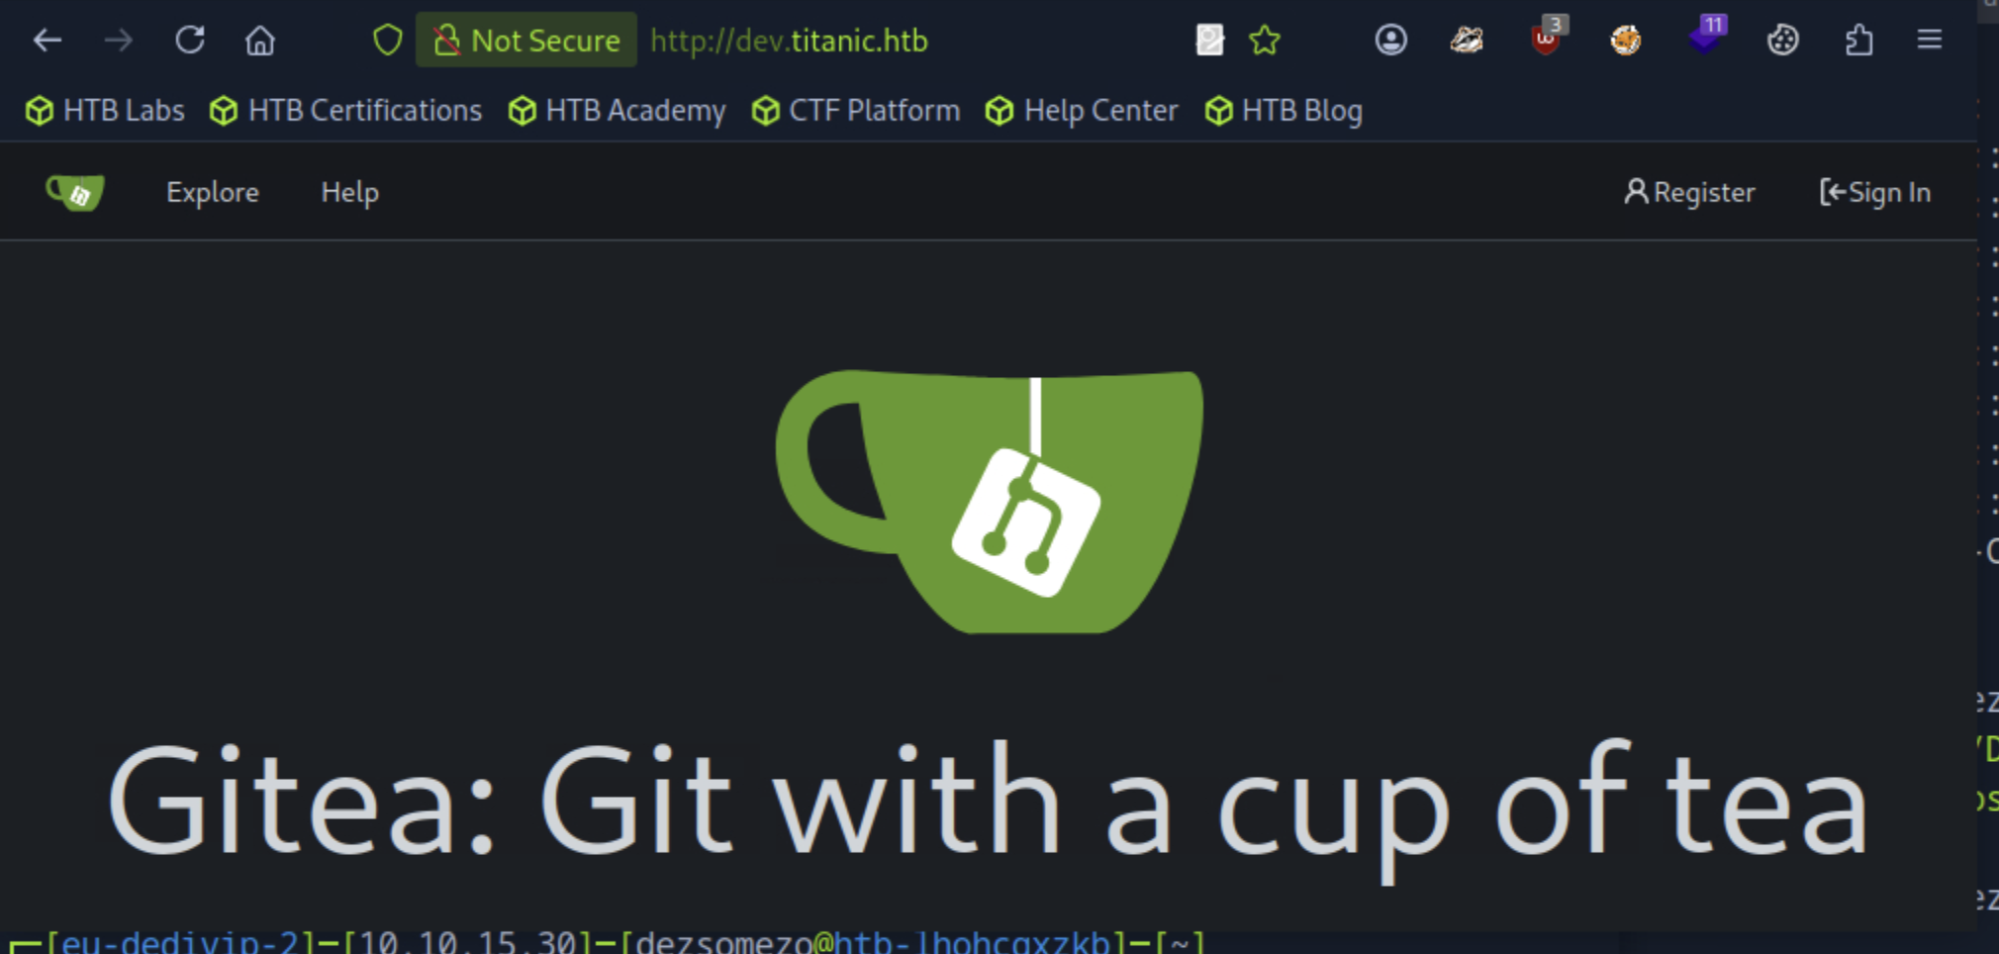 Not Secure http://dev.titanic.htb 3 11
HTB Labs HTB Certifications HTB Academy CTF Platform Help Center HTB Blog
Explore Help Register Sign In
Gitea: Git with a cup of tea
┌─[eu-dedivip-2]─[10.10.15.30]─[dezsomezo@htb-lhohcgxzkb]─[~]